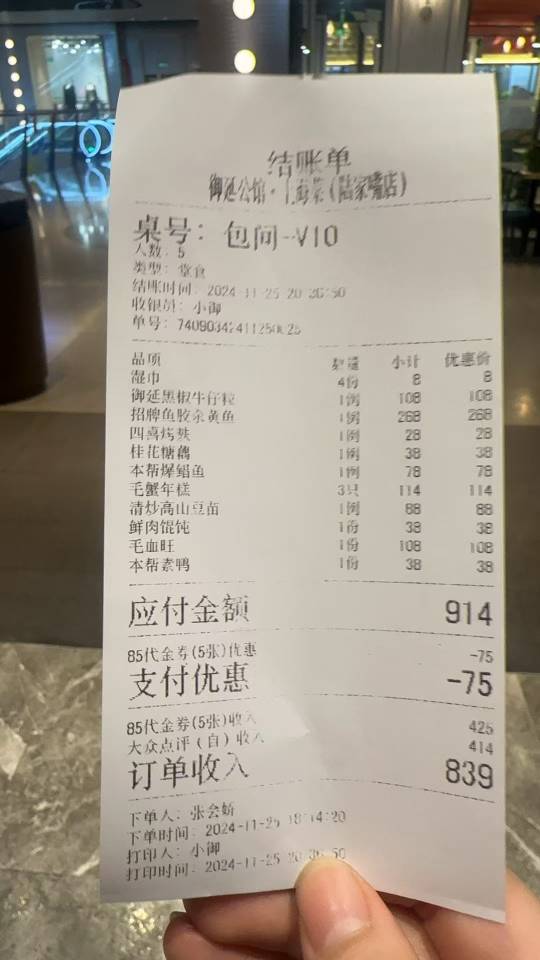 结账单
御延公馆·上海菜(陆家嘴店)
桌号：包间-V10
人数：5
类型：堂食
结账时间：2024-11-25 20:36:50
收银员：小御
单号：74090342411250625
品项 数量 小计 优惠价
湿巾 4份 8 8
御延黑椒牛仔粒 1例 108 108
招牌鱼胶杂黄鱼 1例 268 268
四喜烤麸 1例 28 28
桂花糖藕 1例 38 38
本帮爆鲳鱼 1例 78 78
毛蟹年糕 3只 114 114
清炒高山豆苗 1例 88 88
鲜肉馄饨 1份 38 38
毛血旺 1份 108 108
本帮素鸭 1份 38 38
应付金额 914
85代金券(5张)优惠 -75
支付优惠 -75
85代金券(5张)收入 425
大众点评(自)收入 414
订单收入 839
下单人：张会娇
下单时间：2024-11-25 18:14:20
打印人：小御
打印时间：2024-11-25 20:36:50